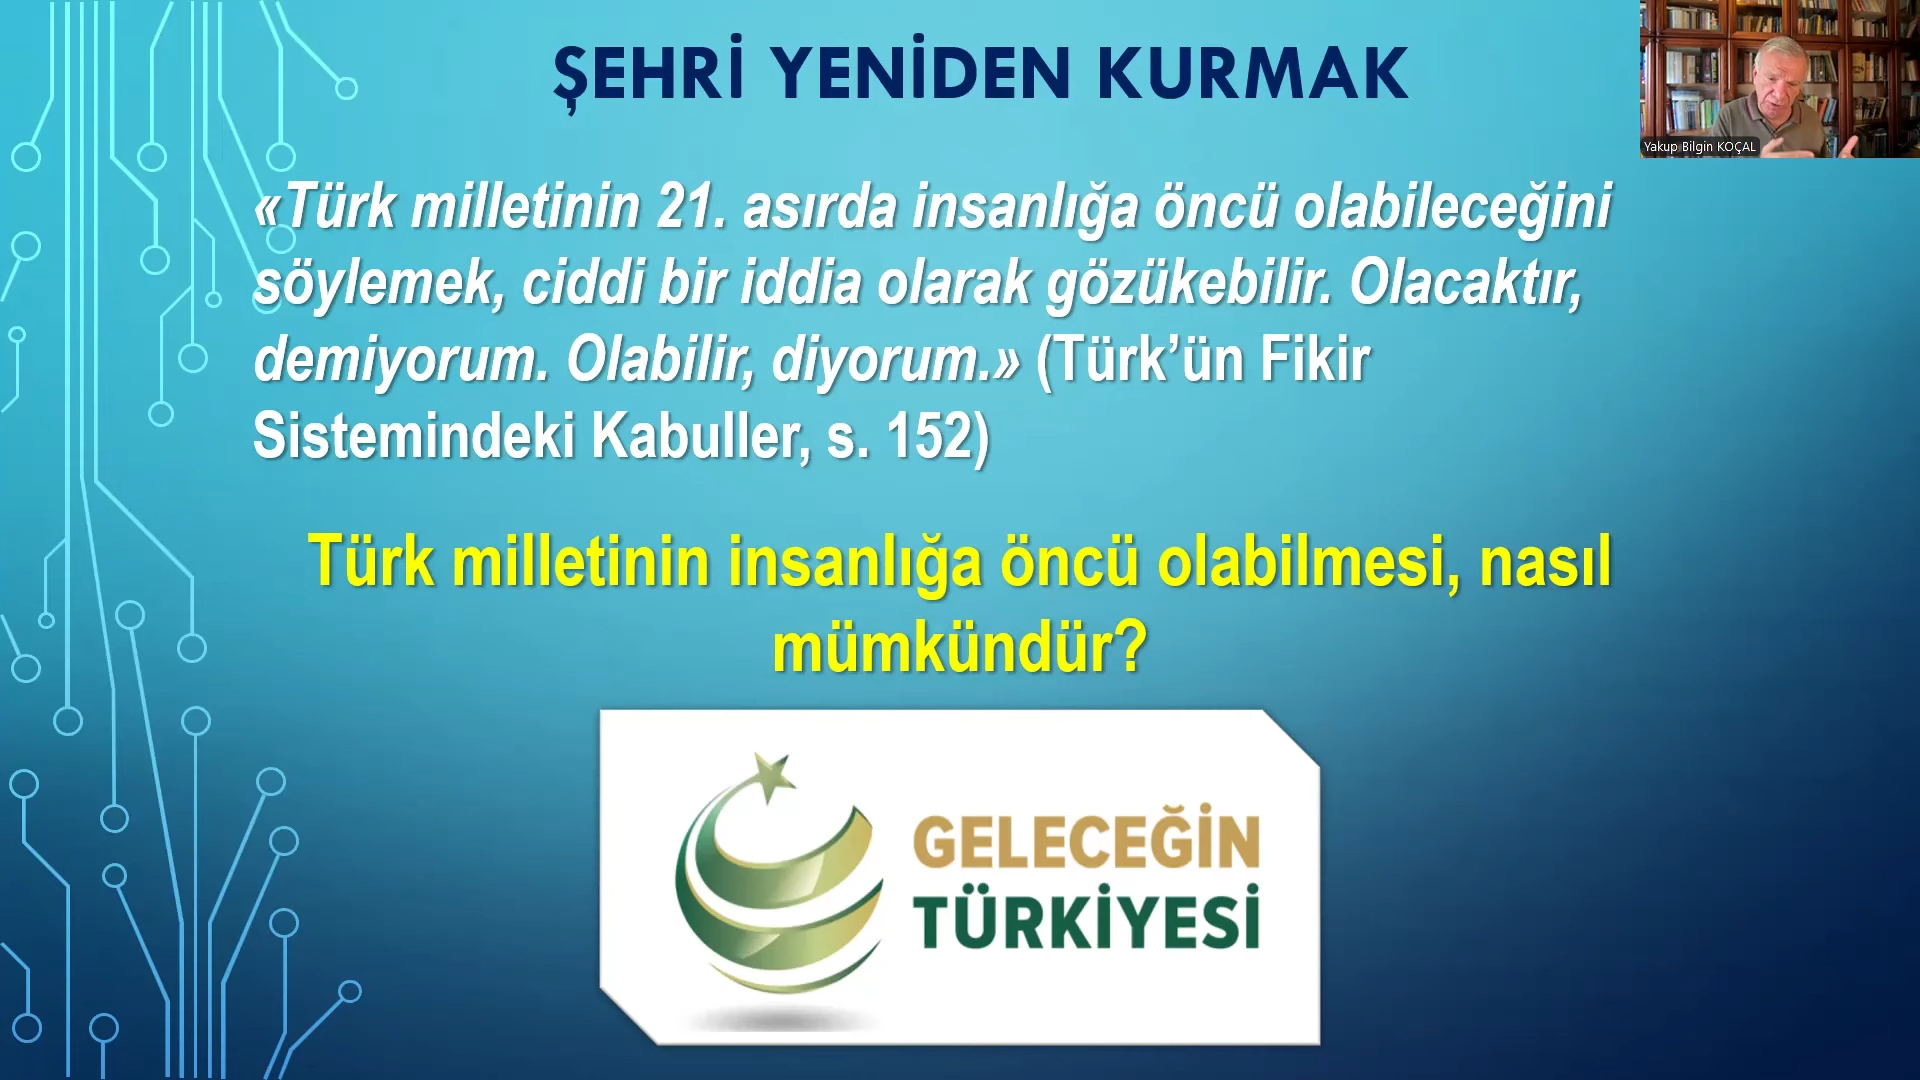 ŞEHRİ YENİDEN KURMAK
Yakup Bilgin KOÇAL
«Türk milletinin 21. asırda insanlığa öncü olabileceğini
söylemek, ciddi bir iddia olarak gözükebilir. Olacaktır,
demiyorum. Olabilir, diyorum.» (Türk’ün Fikir
Sistemindeki Kabuller, s. 152)
Türk milletinin insanlığa öncü olabilmesi, nasıl
mümkündür?
GELECEĞİN
TÜRKİYESİ